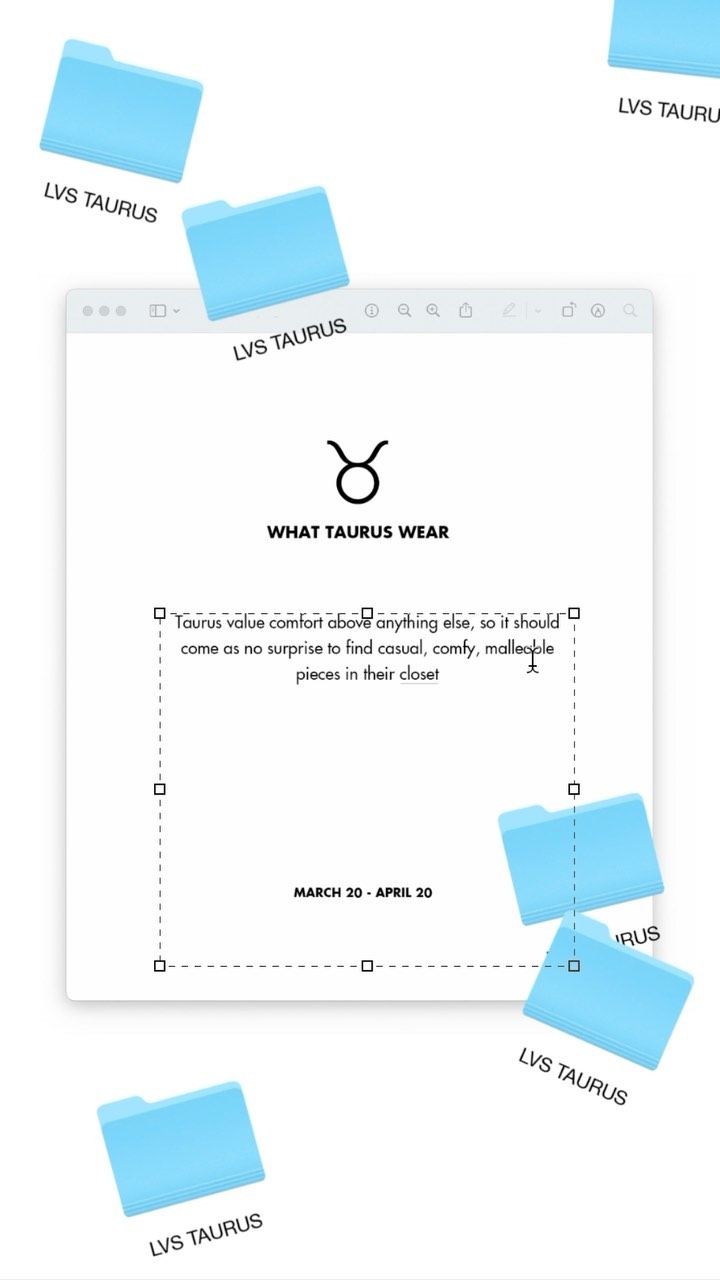 LVS TAURU
LVS TAURUS
LVS TAURUS
WHAT TAURUS WEAR
Taurus value comfort above anything else, so it should
come as no surprise to find casual, comfy, malleable
pieces in their closet
MARCH 20 - APRIL 20
URUS
LVS TAURUS
LVS TAURUS